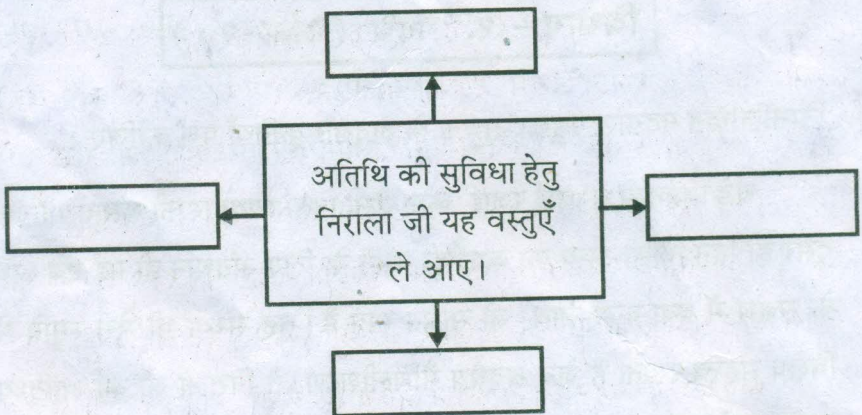 अतिथि की सुविधा हेतु
निराला जी यह वस्तुएँ
ले आए।